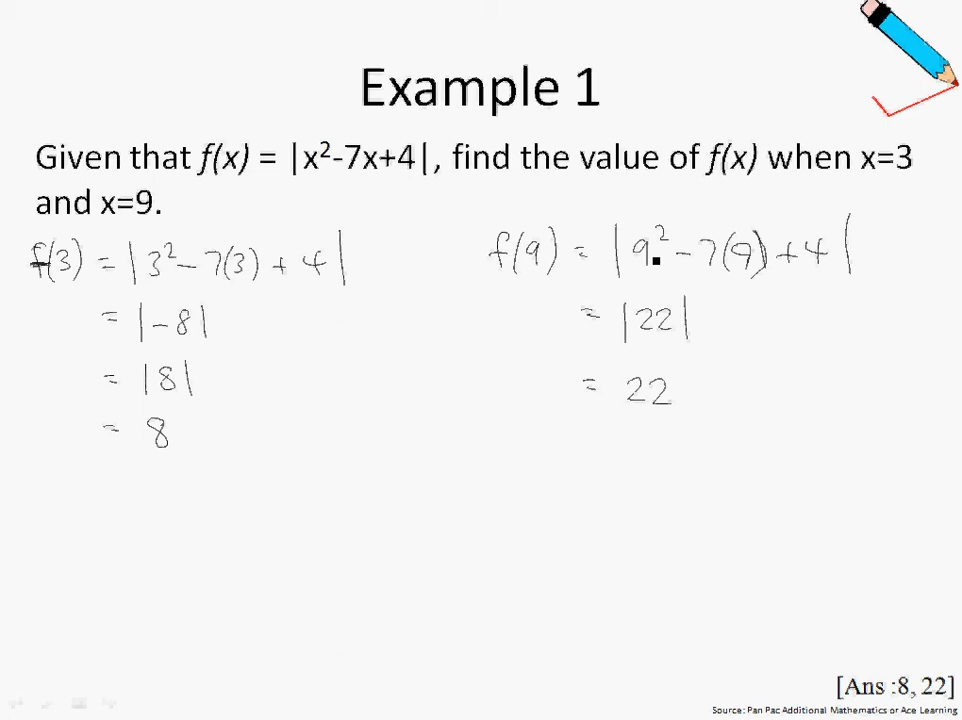 Example 1
Given that f(x) = |x²-7x+4|, find the value of f(x) when x=3
and x=9.
f(3) = |3² - 7(3) + 4|
= |-8|
= |8|
= 8
f(9) = |9² - 7(9) + 4|
= |22|
= 22
[Ans :8, 22]
Source: Pan Pac Additional Mathematics or Ace Learning